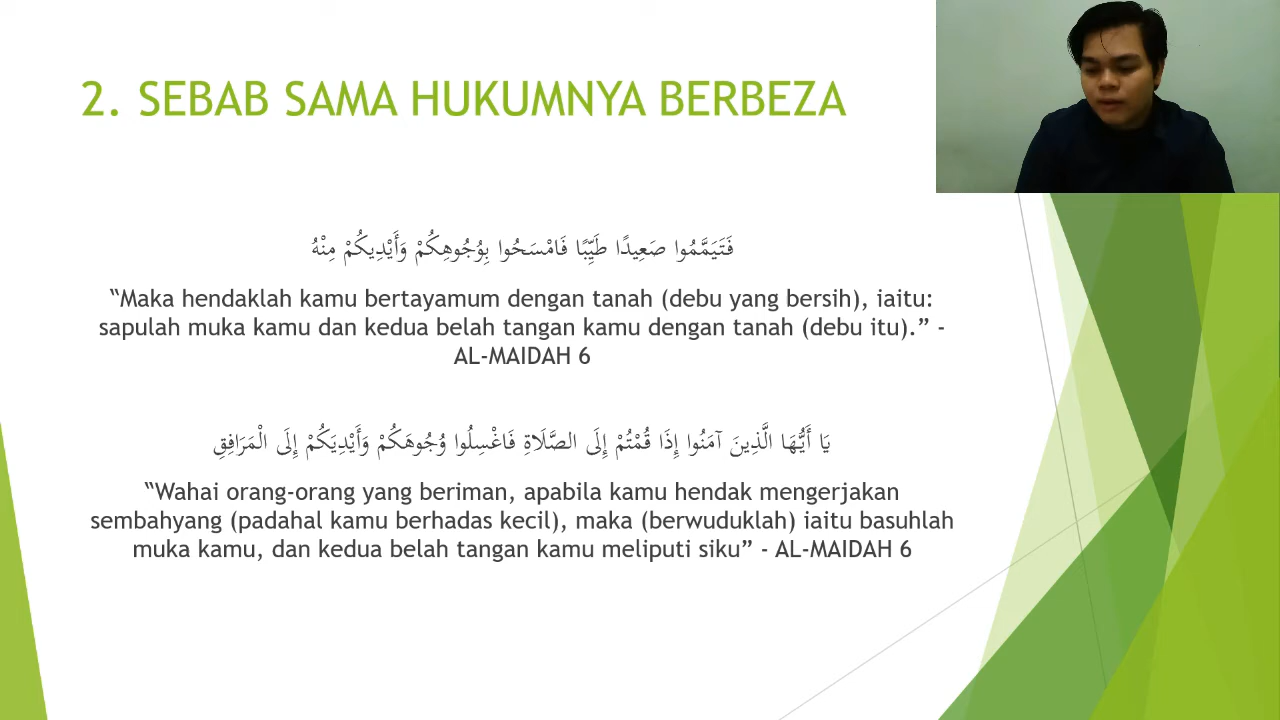 2. SEBAB SAMA HUKUMNYA BERBEZA
فَتَيَمَّمُوا صَعِيدًا طَيِّبًا فَامْسَحُوا بِوُجُوهِكُمْ وَأَيْدِيكُمْ مِنْهُ
“Maka hendaklah kamu bertayamum dengan tanah (debu yang bersih), iaitu:
sapulah muka kamu dan kedua belah tangan kamu dengan tanah (debu itu).” -
AL-MAIDAH 6
يَا أَيُّهَا الَّذِينَ آمَنُوا إِذَا قُمْتُمْ إِلَى الصَّلَاةِ فَاغْسِلُوا وُجُوهَكُمْ وَأَيْدِيَكُمْ إِلَى الْمَرَافِقِ
“Wahai orang-orang yang beriman, apabila kamu hendak mengerjakan
sembahyang (padahal kamu berhadas kecil), maka (berwuduklah) iaitu basuhlah
muka kamu, dan kedua belah tangan kamu meliputi siku” - AL-MAIDAH 6